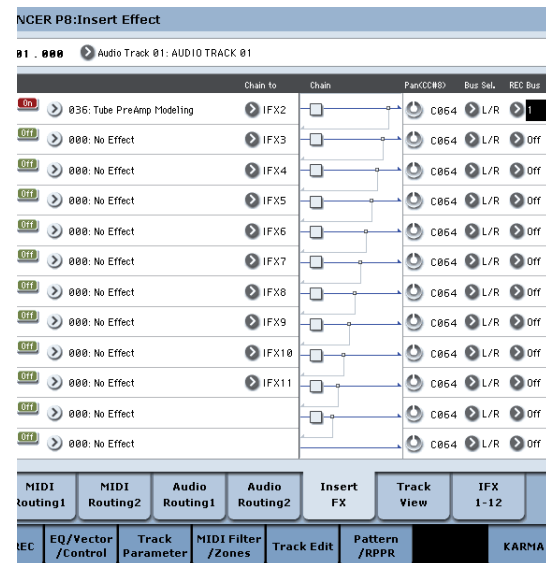 NCER P8:Insert Effect
01 . 000 Audio Track 01: AUDIO TRACK 01
Chain to Chain Pan(CC#8) Bus Sel. REC Bus
On 036: Tube PreAmp Modeling IFX2 C064 L/R 1
Off 000: No Effect IFX3 C064 L/R Off
Off 000: No Effect IFX4 C064 L/R Off
Off 000: No Effect IFX5 C064 L/R Off
Off 000: No Effect IFX6 C064 L/R Off
Off 000: No Effect IFX7 C064 L/R Off
Off 000: No Effect IFX8 C064 L/R Off
Off 000: No Effect IFX9 C064 L/R Off
Off 000: No Effect IFX10 C064 L/R Off
Off 000: No Effect IFX11 C064 L/R Off
Off 000: No Effect C064 L/R Off
Off 000: No Effect C064 L/R Off
MIDI MIDI Audio Audio Insert Track IFX
Routing1 Routing2 Routing1 Routing2 FX View 1-12
REC EQ/Vector Track MIDI Filter Track Edit Pattern KARMA
/Control Parameter /Zones /RPPR